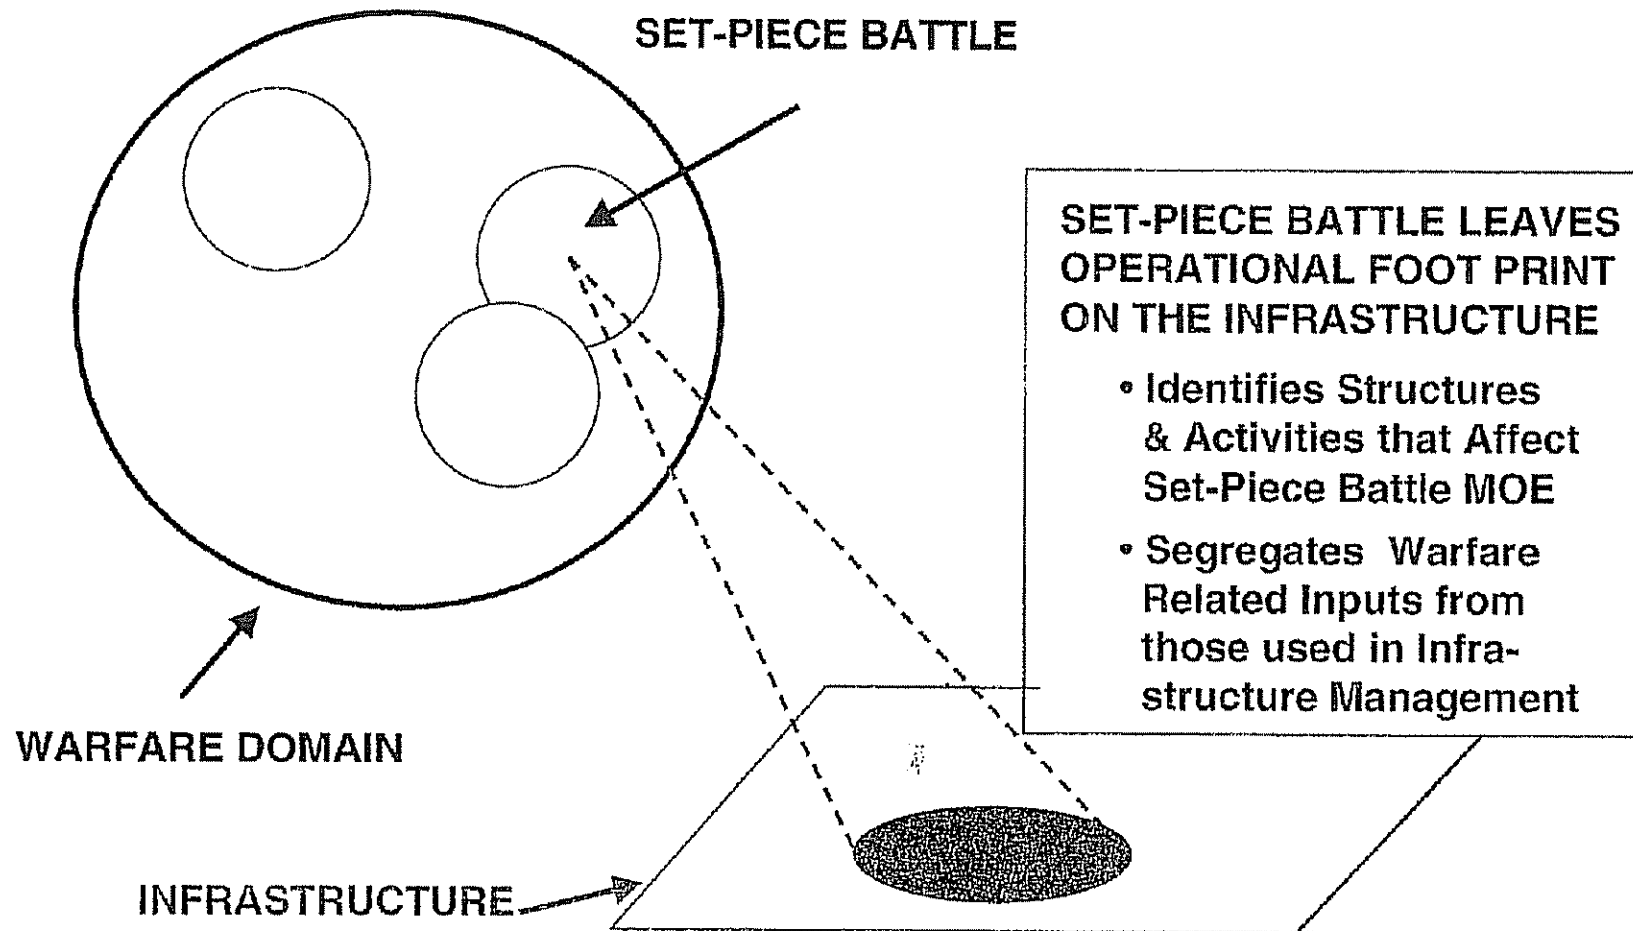 SET-PIECE BATTLE
SET-PIECE BATTLE LEAVES
OPERATIONAL FOOT PRINT
ON THE INFRASTRUCTURE
• Identifies Structures
& Activities that Affect
Set-Piece Battle MOE
• Segregates Warfare
Related Inputs from
those used in Infra-
structure Management
WARFARE DOMAIN
INFRASTRUCTURE